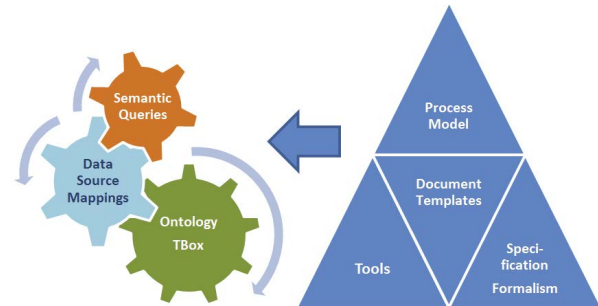 Semantic
Queries
Data
Source
Mappings
Ontology
TBox
Process
Model
Document
Templates
Tools
Speci-
fication
Formalism